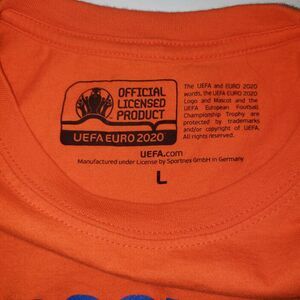 OFFICIAL
LICENSED
PRODUCT
UEFA EURO 2020
The UEFA and EURO 2020
words, the UEFA EURO 2020
Logo and Mascot and the
UEFA European Football
Championship Trophy are
protected by trademarks
and/or copyright of UEFA.
All rights reserved.
UEFA.com
Manufactured under License by Sportnex GmbH in Germany
L